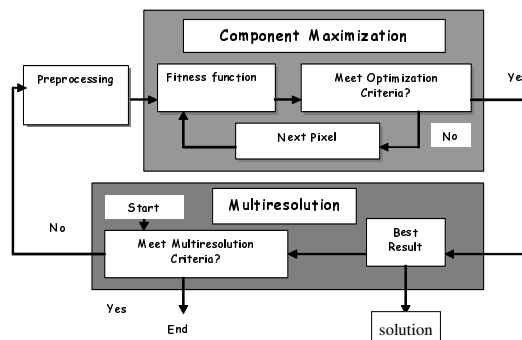 Component Maximization
Preprocessing
Fitness function
Meet Optimization
Criteria?
Yes
No
Next Pixel
Start
Multiresolution
No
Meet Multiresolution
Criteria?
Best
Result
Yes
End
solution